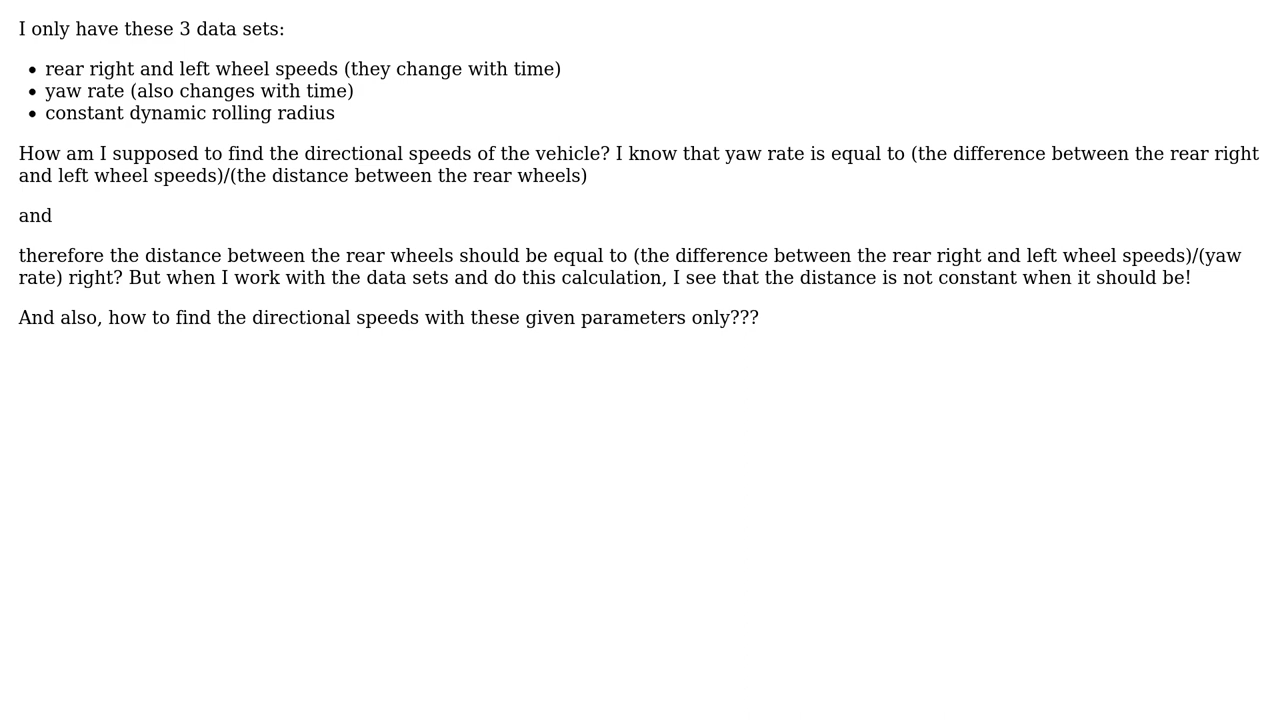 I only have these 3 data sets:
• rear right and left wheel speeds (they change with time)
• yaw rate (also changes with time)
• constant dynamic rolling radius
How am I supposed to find the directional speeds of the vehicle? I know that yaw rate is equal to (the difference between the rear right
and left wheel speeds)/(the distance between the rear wheels)
and
therefore the distance between the rear wheels should be equal to (the difference between the rear right and left wheel speeds)/(yaw
rate) right? But when I work with the data sets and do this calculation, I see that the distance is not constant when it should be!
And also, how to find the directional speeds with these given parameters only???